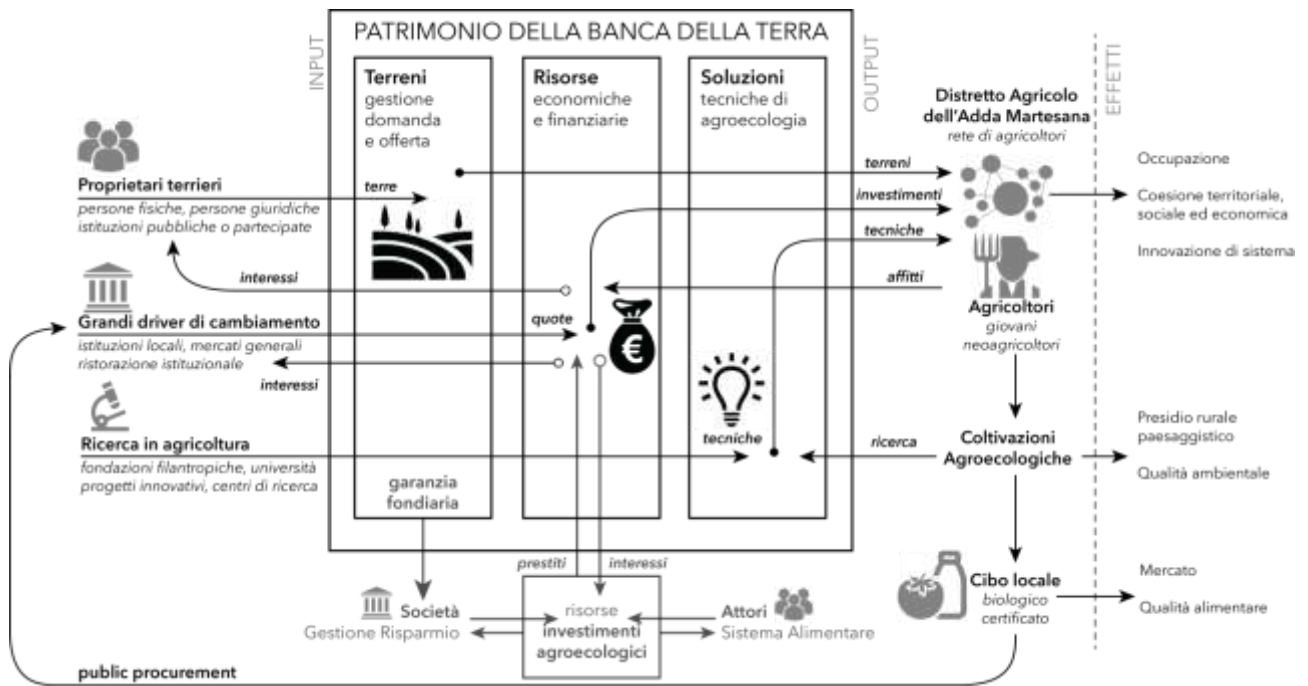 PATRIMONIO DELLA BANCA DELLA TERRA
INPUT
OUTPUT
EFFETTI
Terreni
gestione
domanda
e offerta
Risorse
economiche
e finanziarie
Soluzioni
tecniche di
agroecologia
Distretto Agricolo
dell'Adda Martesana
rete di agricoltori
Proprietari terrieri
persone fisiche, persone giuridiche
istituzioni pubbliche o partecipate
terre
terreni
investimenti
tecniche
Occupazione
Coesione territoriale,
sociale ed economica
Innovazione di sistema
interessi
affitti
Agricoltori
giovani
neoagricoltori
Grandi driver di cambiamento
istituzioni locali, mercati generali
ristorazione istituzionale
quote
€
interessi
Ricerca in agricoltura
fondazioni filantropiche, università
progetti innovativi, centri di ricerca
tecniche
ricerca
Coltivazioni
Agroecologiche
Presidio rurale
paesaggistico
Qualità ambientale
garanzia
fondiaria
prestiti
interessi
Società
Gestione Risparmio
risorse
investimenti
agroecologici
Attori
Sistema Alimentare
Cibo locale
biologico
certificato
Mercato
Qualità alimentare
public procurement